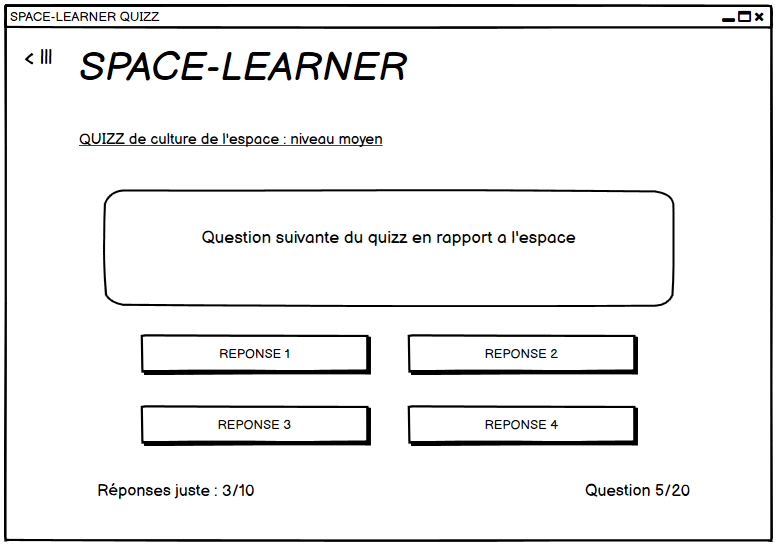 SPACE-LEARNER QUIZZ
SPACE-LEARNER
QUIZZ de culture de l'espace : niveau moyen
Question suivante du quizz en rapport a l'espace
REPONSE 1
REPONSE 2
REPONSE 3
REPONSE 4
Réponses juste : 3/10
Question 5/20